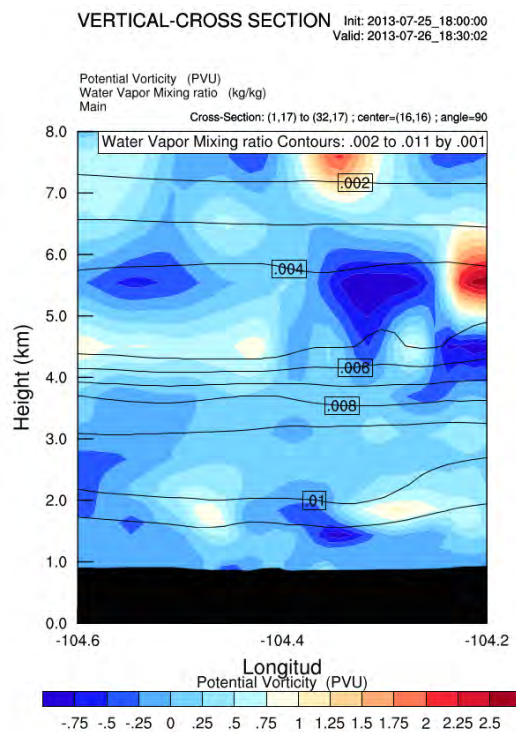 VERTICAL-CROSS SECTION Init: 2013-07-25_18:00:00
Valid: 2013-07-26_18:30:02
Potential Vorticity (PVU)
Water Vapor Mixing ratio (kg/kg)
Main
Cross-Section: (1,17) to (32,17) ; center=(16,16) ; angle=90
Water Vapor Mixing ratio Contours: .002 to .011 by .001
8.0
.002
7.0
6.0
.004
5.0
4.0
.006
.008
3.0
2.0
.01
1.0
0.0
Height (km)
-104.6 -104.4 -104.2
Longitud
Potential Vorticity (PVU)
-.75 -.5 -.25 0 .25 .5 .75 1 1.25 1.5 1.75 2 2.25 2.5